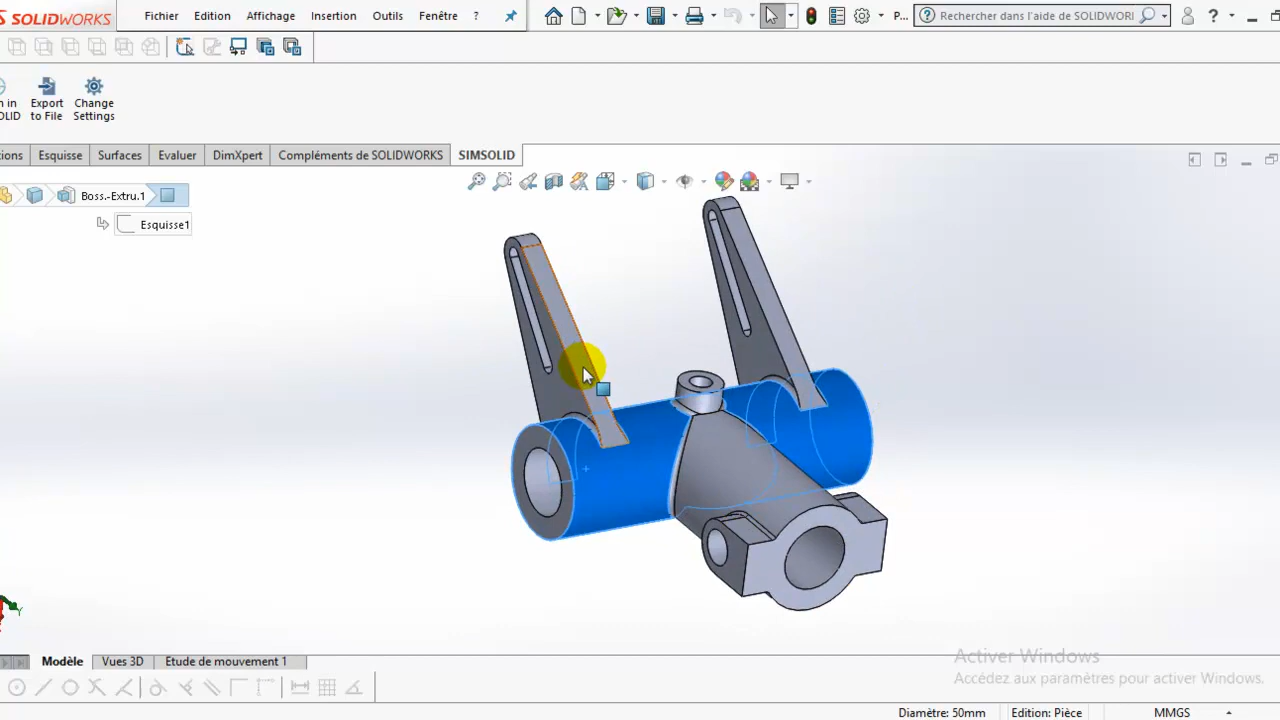 SOLIDWORKS Fichier Edition Affichage Insertion Outils Fenêtre ? P... Rechercher dans l'aide de SOLIDWORI ?
n in Export Change
OLID to File Settings
ions Esquisse Surfaces Evaluer DimXpert Compléments de SOLIDWORKS SIMSOLID
Boss.-Extru.1
Esquisse1
Y
Modèle Vues 3D Etude de mouvement 1
Activer Windows
Accédez aux paramètres pour activer Windows.
Diamètre: 50mm Edition: Pièce MMGS